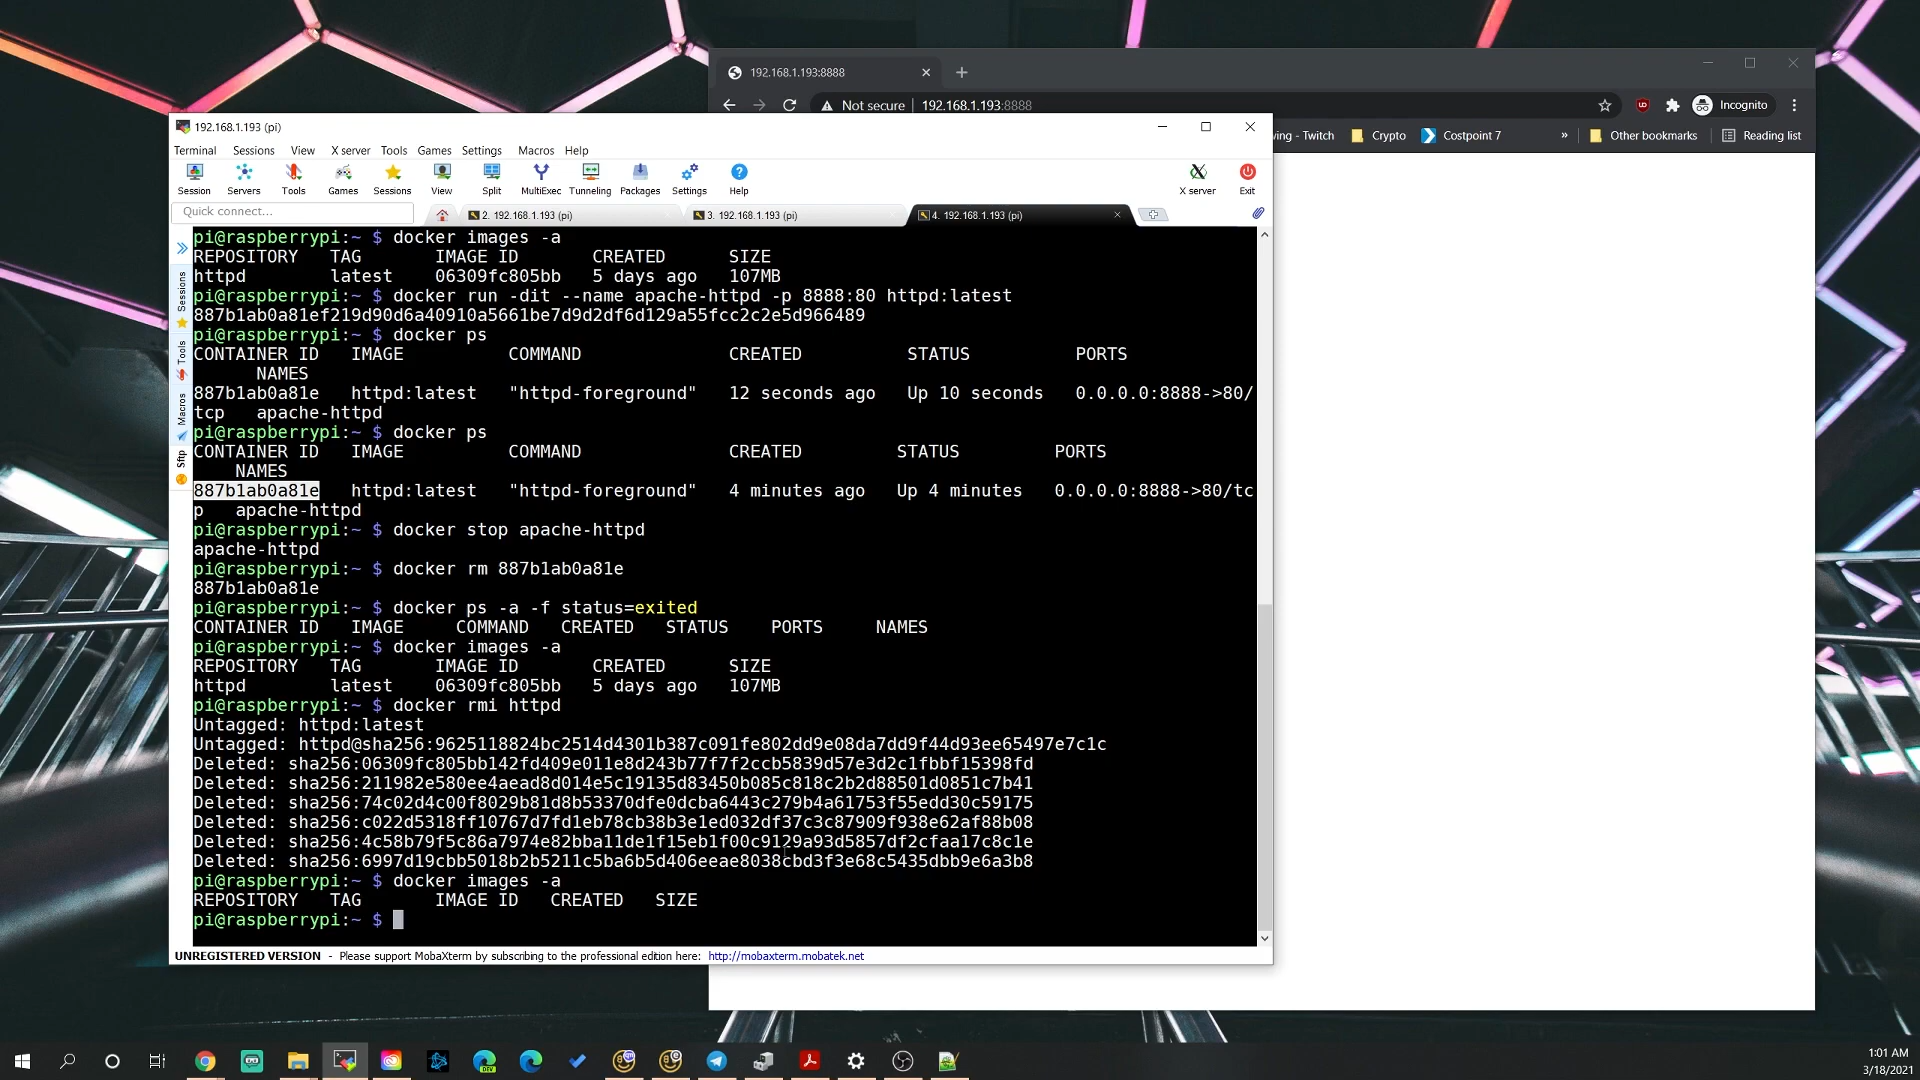 192.168.1.193:8888
Not secure | 192.168.1.193:8888
Incognito
ving - Twitch
Crypto
Costpoint 7
»
Other bookmarks
Reading list
192.168.1.193 (pi)
Terminal Sessions View X server Tools Games Settings Macros Help
Session Servers Tools Games Sessions View Split MultiExec Tunneling Packages Settings Help X server Exit
Quick connect...
2. 192.168.1.193 (pi)
3. 192.168.1.193 (pi)
4. 192.168.1.193 (pi)
Sessions
Tools
Macros
Sftp
pi@raspberrypi:~ $ docker images -a
REPOSITORY   TAG       IMAGE ID       CREATED      SIZE
httpd        latest    06309fc805bb   5 days ago   107MB
pi@raspberrypi:~ $ docker run -dit --name apache-httpd -p 8888:80 httpd:latest
887b1ab0a81ef219d90d6a40910a5661be7d9d2df6d129a55fcc2c2e5d966489
pi@raspberrypi:~ $ docker ps
CONTAINER ID   IMAGE          COMMAND              CREATED          STATUS          PORTS
      NAMES
887b1ab0a81e   httpd:latest   "httpd-foreground"   12 seconds ago   Up 10 seconds   0.0.0.0:8888->80/
tcp   apache-httpd
pi@raspberrypi:~ $ docker ps
CONTAINER ID   IMAGE          COMMAND              CREATED         STATUS         PORTS
    NAMES
887b1ab0a81e   httpd:latest   "httpd-foreground"   4 minutes ago   Up 4 minutes   0.0.0.0:8888->80/tc
p   apache-httpd
pi@raspberrypi:~ $ docker stop apache-httpd
apache-httpd
pi@raspberrypi:~ $ docker rm 887b1ab0a81e
887b1ab0a81e
pi@raspberrypi:~ $ docker ps -a -f status=exited
CONTAINER ID   IMAGE     COMMAND   CREATED   STATUS    PORTS     NAMES
pi@raspberrypi:~ $ docker images -a
REPOSITORY   TAG       IMAGE ID       CREATED      SIZE
httpd        latest    06309fc805bb   5 days ago   107MB
pi@raspberrypi:~ $ docker rmi httpd
Untagged: httpd:latest
Untagged: httpd@sha256:9625118824bc2514d4301b387c091fe802dd9e08da7dd9f44d93ee65497e7c1c
Deleted: sha256:06309fc805bb142fd409e011e8d243b77f7f2ccb5839d57e3d2c1fbbf15398fd
Deleted: sha256:211982e580ee4aead8d014e5c19135d83450b085c818c2b2d88501d0851c7b41
Deleted: sha256:74c02d4c00f8029b81d8b53370dfe0dcba6443c279b4a61753f55edd30c59175
Deleted: sha256:c022d5318ff10767d7fd1eb78cb38b3e1ed032df37c3c87909f938e62af88b08
Deleted: sha256:4c58b79f5c86a7974e82bba11de1f15eb1f00c9129a93d5857df2cfaa17c8c1e
Deleted: sha256:6997d19cbb5018b2b5211c5ba6b5d406eeae8038cbd3f3e68c5435dbb9e6a3b8
pi@raspberrypi:~ $ docker images -a
REPOSITORY   TAG       IMAGE ID   CREATED   SIZE
pi@raspberrypi:~ $
UNREGISTERED VERSION - Please support MobaXterm by subscribing to the professional edition here: http://mobaxterm.mobatek.net
1:01 AM
3/18/2021